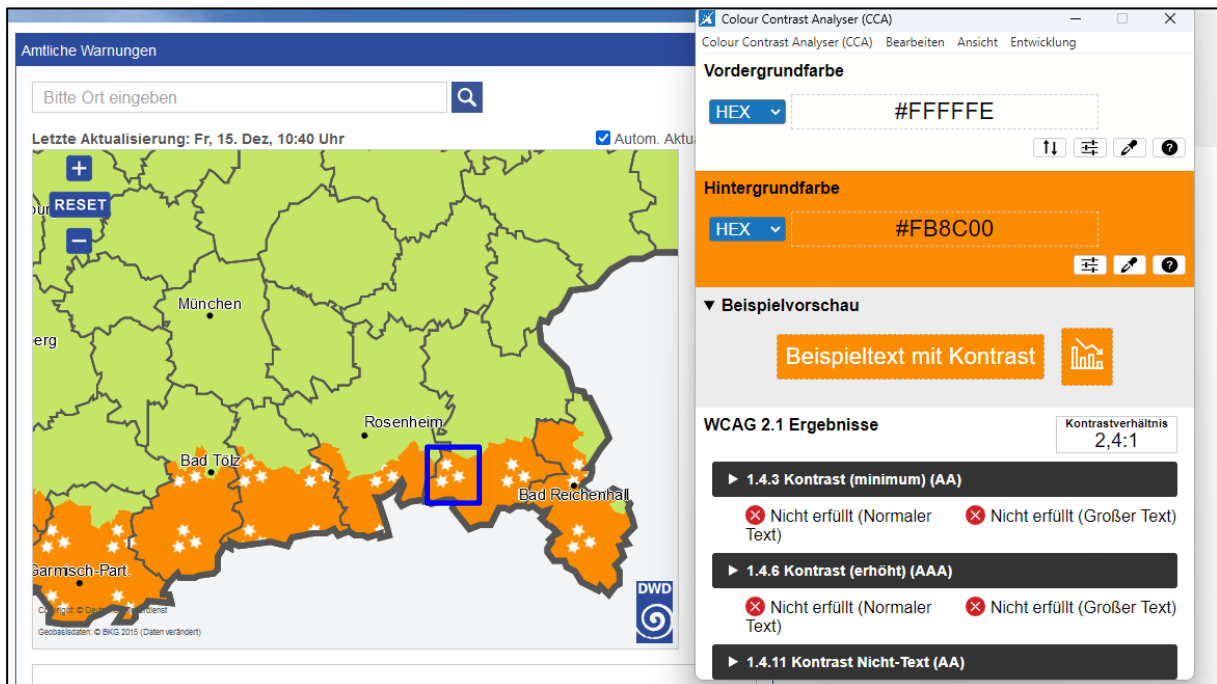 Amtliche Warnungen
Bitte Ort eingeben
Letzte Aktualisierung: Fr, 15. Dez, 10:40 Uhr
Autom. Aktu
+
RESET
−
München
erg
Rosenheim
Bad Tölz
Bad Reichenhall
Garmisch-Part.
DWD
Geobasisdaten: © BKG 2015 (Daten verändert)
Colour Contrast Analyser (CCA)
Colour Contrast Analyser (CCA) Bearbeiten Ansicht Entwicklung
Vordergrundfarbe
HEX #FFFFFE
Hintergrundfarbe
HEX #FB8C00
▼ Beispielvorschau
Beispieltext mit Kontrast
WCAG 2.1 Ergebnisse
Kontrastverhältnis
2,4:1
▶ 1.4.3 Kontrast (minimum) (AA)
Nicht erfüllt (Normaler Text)
Nicht erfüllt (Großer Text)
▶ 1.4.6 Kontrast (erhöht) (AAA)
Nicht erfüllt (Normaler Text)
Nicht erfüllt (Großer Text)
▶ 1.4.11 Kontrast Nicht-Text (AA)